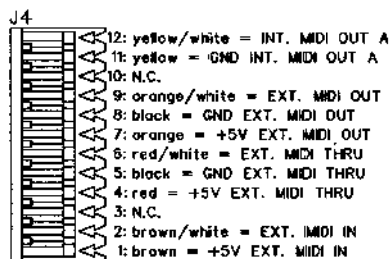 J4
12: yellow/white = INT. MIDI OUT A
11: yellow = GND INT. MIDI OUT A
10: N.C.
9: orange/white = EXT. MIDI OUT
8: black = GND EXT. MIDI OUT
7: orange = +5V EXT. MIDI OUT
6: red/white = EXT. MIDI THRU
5: black = GND EXT. MIDI THRU
4: red = +5V EXT. MIDI THRU
3: N.C.
2: brown/white = EXT. MIDI IN
1: brown = +5V EXT. MIDI IN